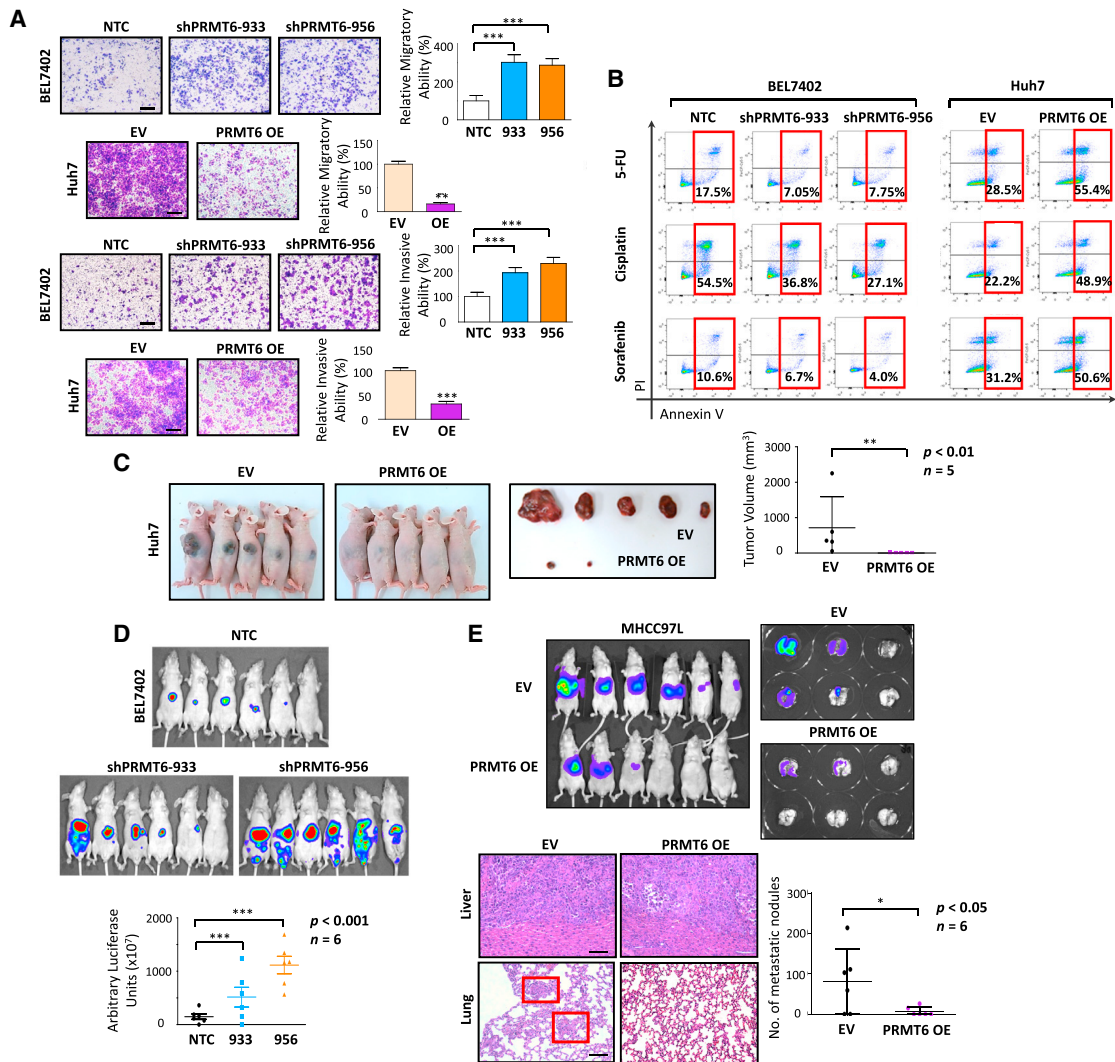 A
NTC shPRMT6-933 shPRMT6-956
BEL7402
Relative Migratory
Ability (%)
400
200
0
***
***
NTC 933 956
EV PRMT6 OE
Huh7
Relative Migratory
Ability (%)
150
100
50
0
**
EV OE
NTC shPRMT6-933 shPRMT6-956
BEL7402
Relative Invasive
Ability (%)
300
200
100
0
***
***
NTC 933 956
EV PRMT6 OE
Huh7
Relative Invasive
Ability (%)
150
100
50
0
***
EV OE
B
BEL7402 Huh7
NTC shPRMT6-933 shPRMT6-956 EV PRMT6 OE
5-FU
17.5% 7.05% 7.75% 28.5% 55.4%
Cisplatin
54.5% 36.8% 27.1% 22.2% 48.9%
Sorafenib
10.6% 6.7% 4.0% 31.2% 50.6%
PI
Annexin V
C
EV PRMT6 OE
Huh7
EV
PRMT6 OE
Tumor Volume (mm³)
3000
2000
1000
0
**
p < 0.01
n = 5
EV PRMT6 OE
D
NTC
BEL7402
shPRMT6-933 shPRMT6-956
Arbitrary Luciferase
Units (x10⁷)
2000
1000
0
***
***
p < 0.001
n = 6
NTC 933 956
E
MHCC97L
EV
PRMT6 OE
EV
PRMT6 OE
EV PRMT6 OE
Liver
Lung
No. of metastatic nodules
300
200
100
0
*
p < 0.05
n = 6
EV PRMT6 OE